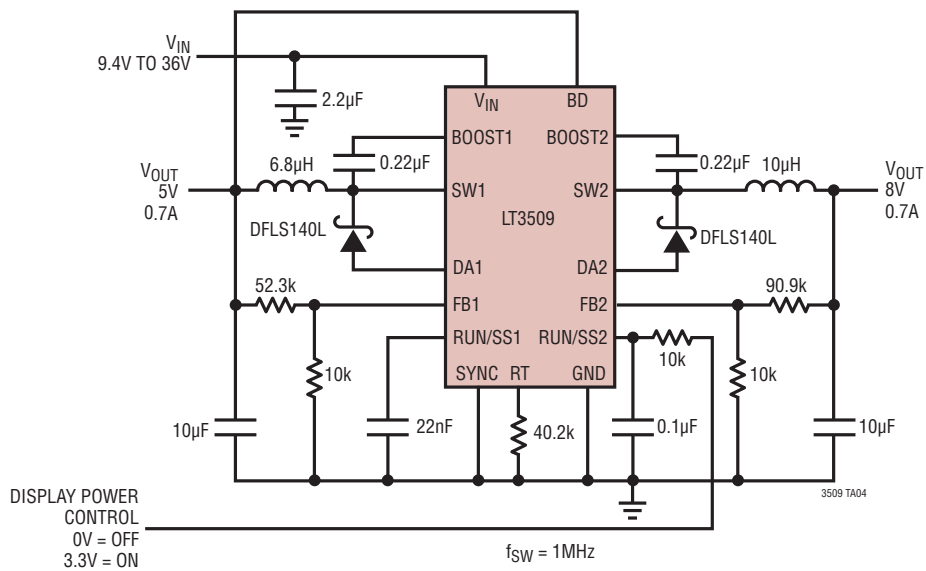 VIN
9.4V TO 36V
2.2µF
VIN
BD
BOOST1
BOOST2
0.22µF
0.22µF
6.8µH
10µH
VOUT
5V
0.7A
SW1
SW2
VOUT
8V
0.7A
LT3509
DFLS140L
DFLS140L
DA1
DA2
52.3k
90.9k
FB1
FB2
RUN/SS1
RUN/SS2
10k
10k
10k
SYNC
RT
GND
10µF
22nF
40.2k
0.1µF
10µF
3509 TA04
DISPLAY POWER
CONTROL
0V = OFF
3.3V = ON
fSW = 1MHz